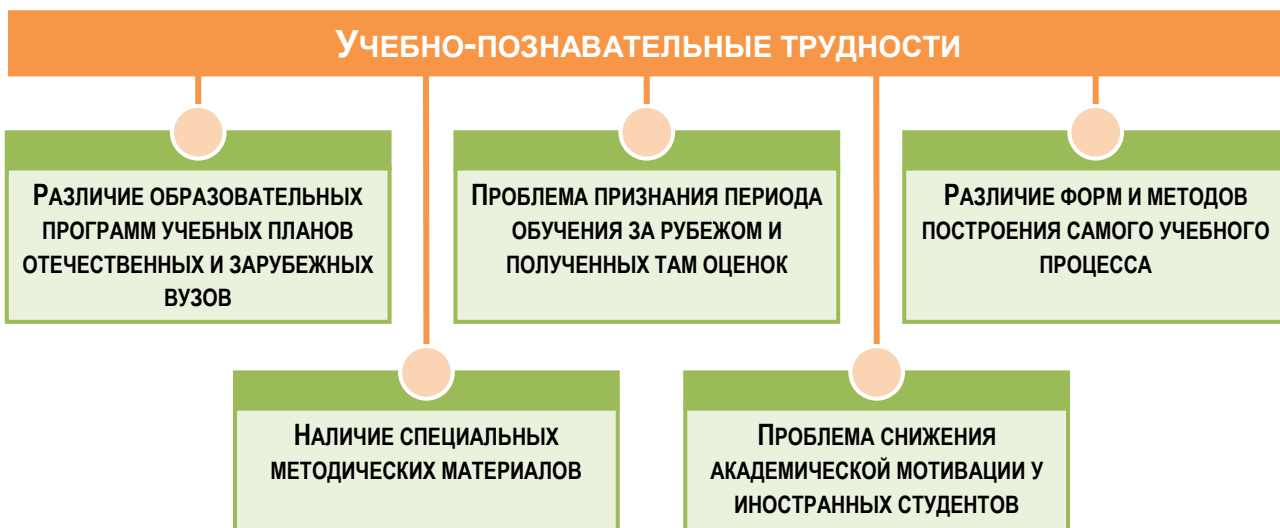 УЧЕБНО-ПОЗНАВАТЕЛЬНЫЕ ТРУДНОСТИ
РАЗЛИЧИЕ ОБРАЗОВАТЕЛЬНЫХ
ПРОГРАММ УЧЕБНЫХ ПЛАНОВ
ОТЕЧЕСТВЕННЫХ И ЗАРУБЕЖНЫХ
ВУЗОВ
ПРОБЛЕМА ПРИЗНАНИЯ ПЕРИОДА
ОБУЧЕНИЯ ЗА РУБЕЖОМ И
ПОЛУЧЕННЫХ ТАМ ОЦЕНОК
РАЗЛИЧИЕ ФОРМ И МЕТОДОВ
ПОСТРОЕНИЯ САМОГО УЧЕБНОГО
ПРОЦЕССА
НАЛИЧИЕ СПЕЦИАЛЬНЫХ
МЕТОДИЧЕСКИХ МАТЕРИАЛОВ
ПРОБЛЕМА СНИЖЕНИЯ
АКАДЕМИЧЕСКОЙ МОТИВАЦИИ У
ИНОСТРАННЫХ СТУДЕНТОВ